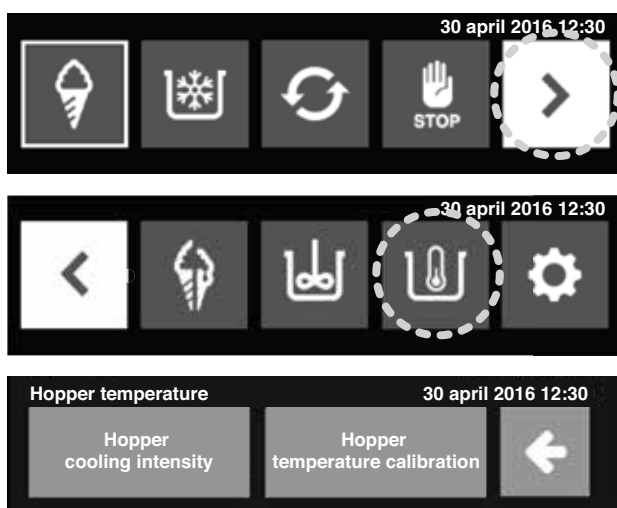 30 april 2016 12:30
STOP
30 april 2016 12:30
Hopper temperature 30 april 2016 12:30
Hopper
cooling intensity
Hopper
temperature calibration